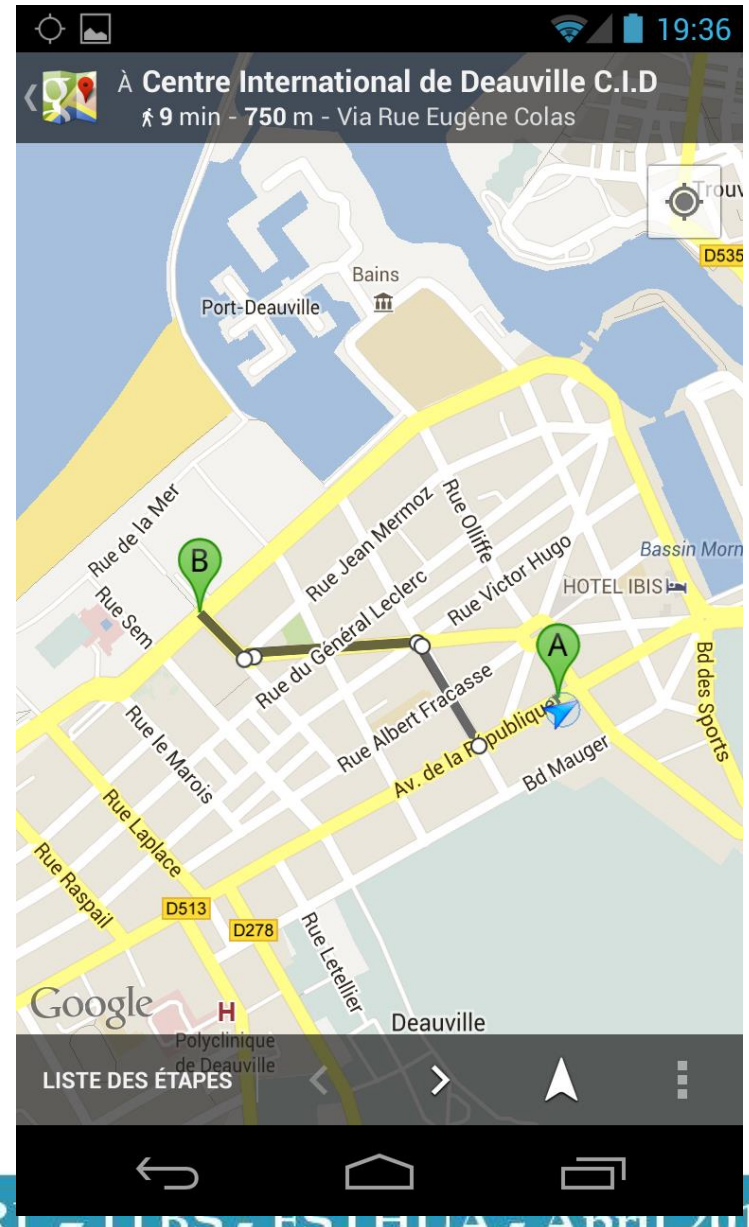 19:36
À Centre International de Deauville C.I.D
9 min - 750 m - Via Rue Eugène Colas
D535
Bains
Port-Deauville
Rue de la Mer
Rue Jean Mermoz
Rue Olliffe
B
Bassin
Rue Victor Hugo
HOTEL IBIS
Rue Sem
Rue du Général Leclerc
A
Bd des Sports
Rue Albert Fracasse
Rue le Marois
Av. de la République
Bd Mauger
Rue Laplace
Rue Raspail
D513
D278
Rue Letellier
Google
H
Deauville
Polyclinique
de Deauville
LISTE DES ÉTAPES
ESTHUA - April